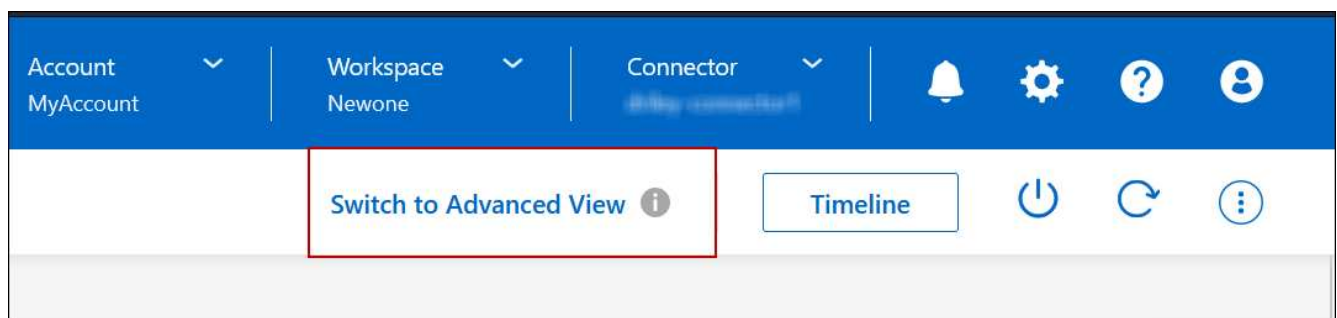 Account
MyAccount
Workspace
Newone
Connector
Switch to Advanced View
Timeline